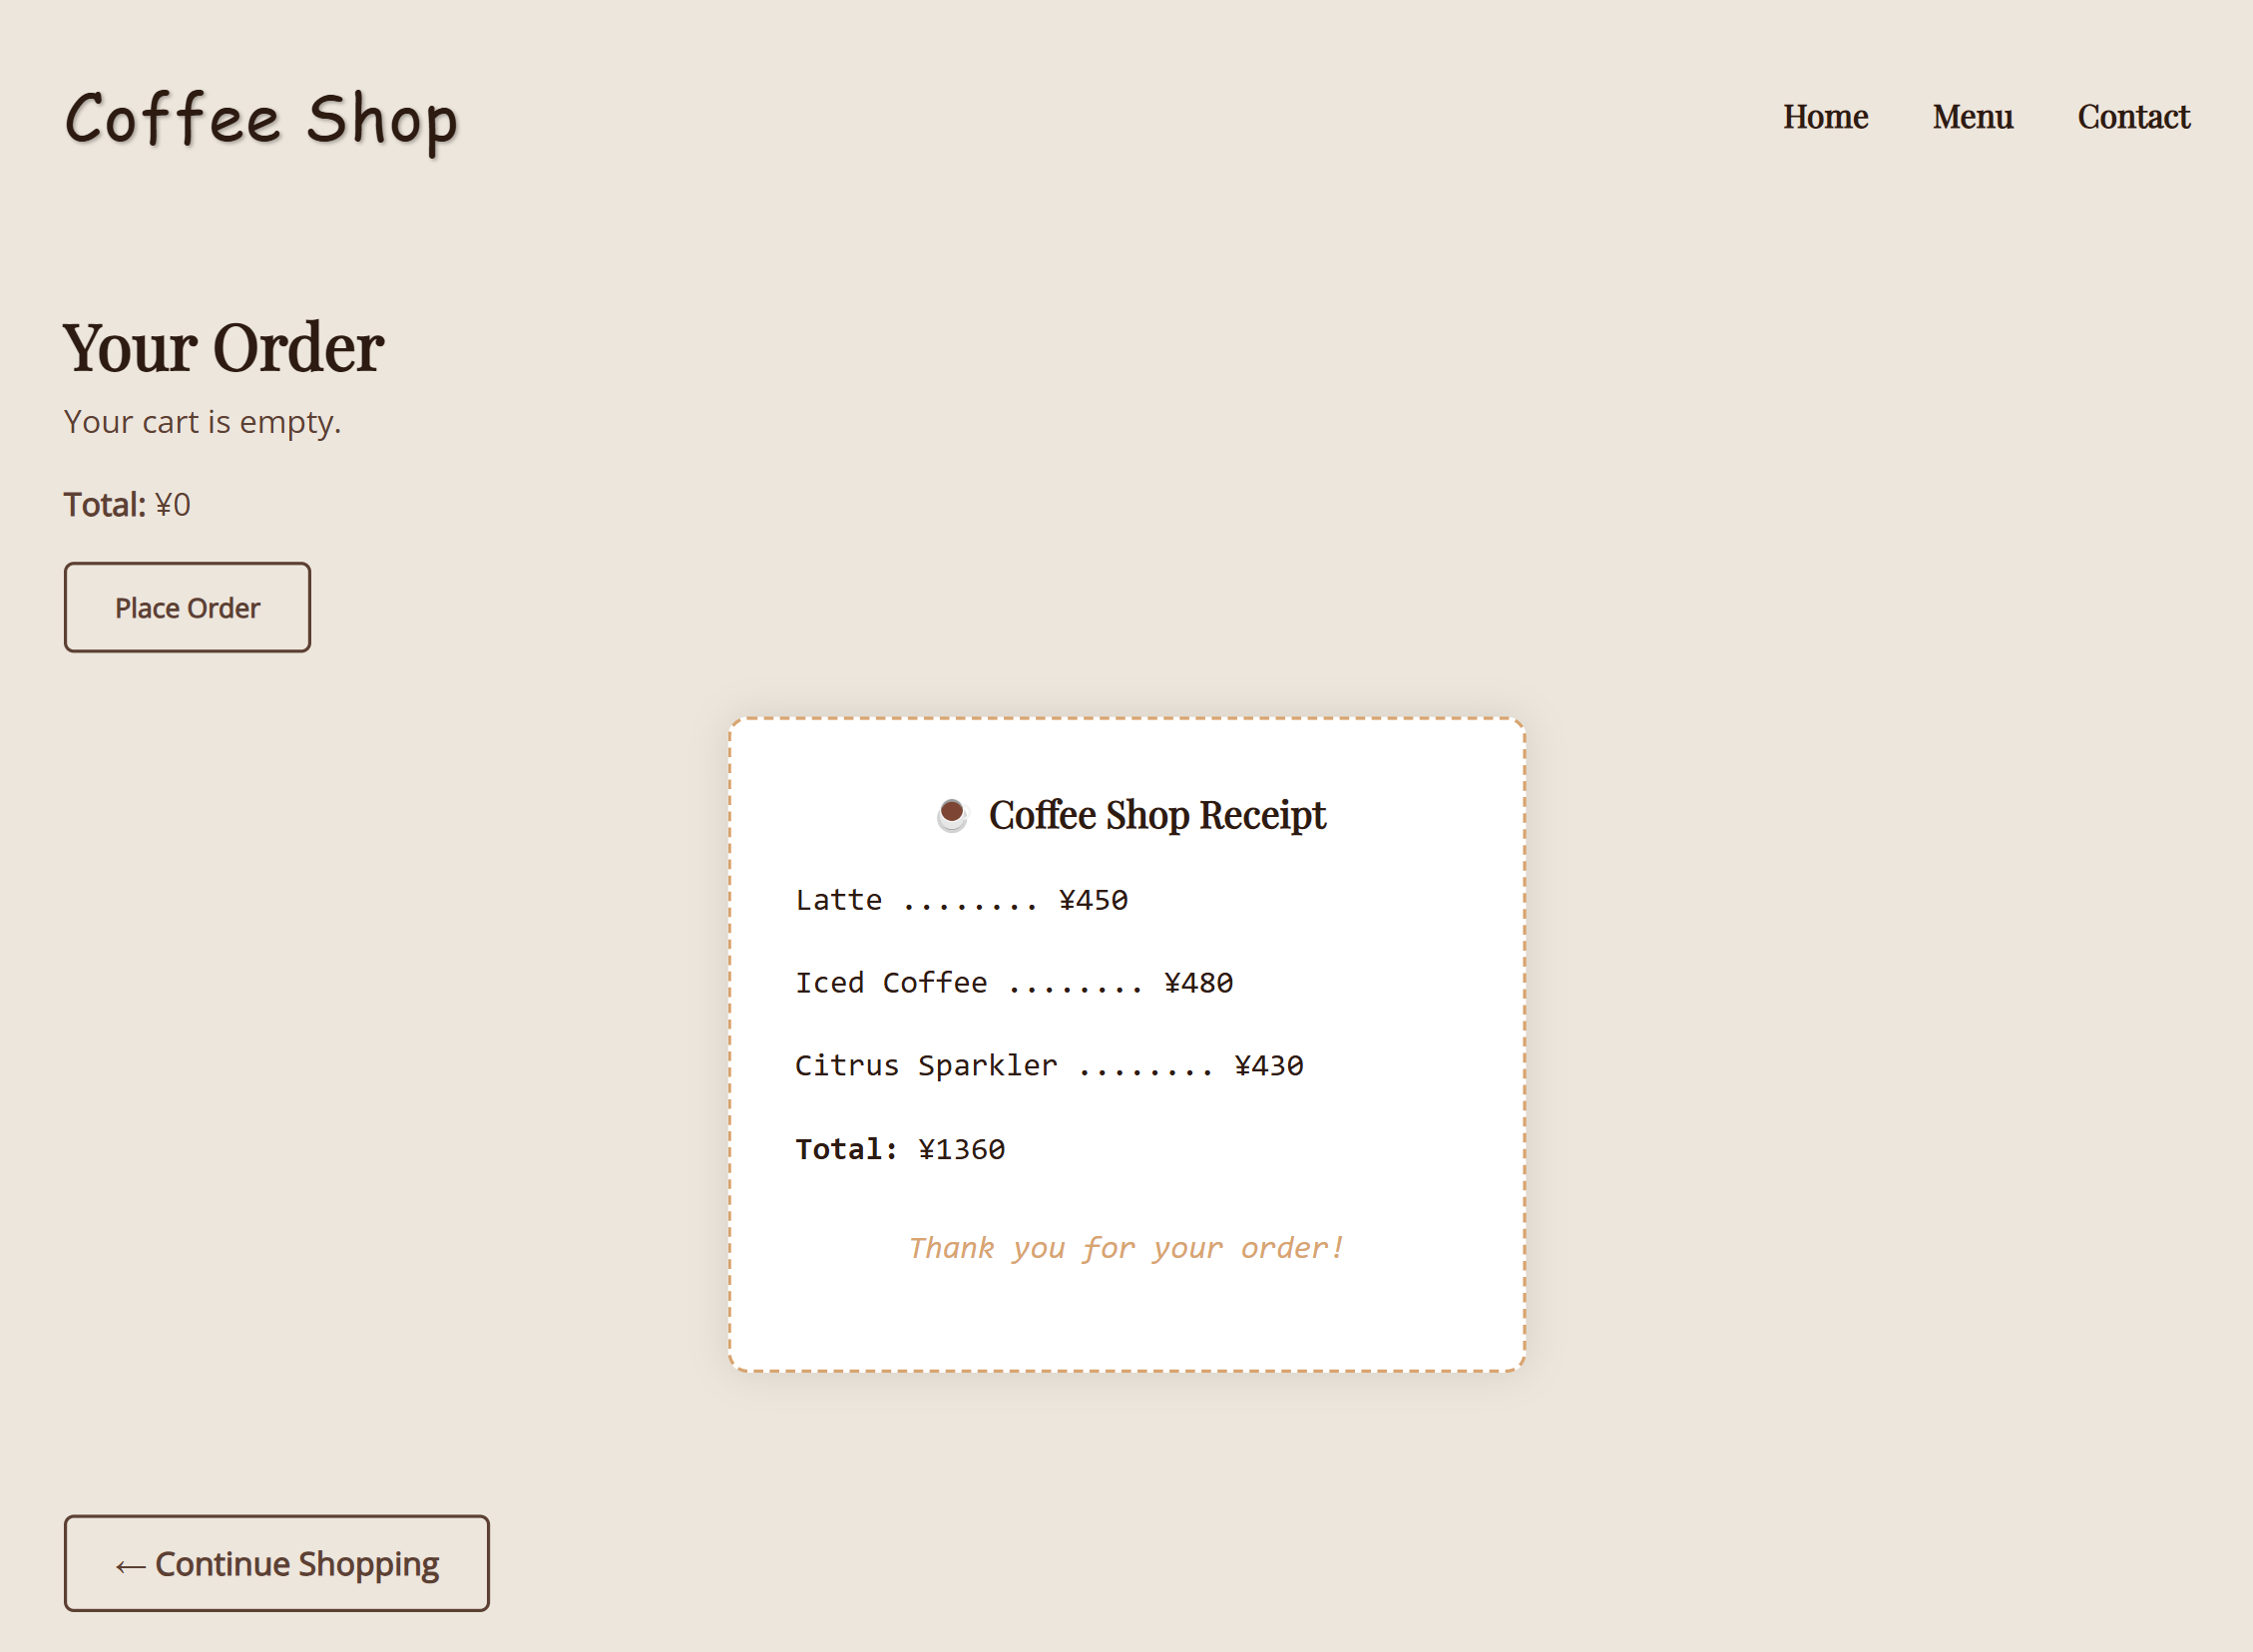 Coffee Shop
Home Menu Contact
Your Order
Your cart is empty.
Total: ¥0
Place Order
Coffee Shop Receipt
Latte ........ ¥450
Iced Coffee ........ ¥480
Citrus Sparkler ........ ¥430
Total: ¥1360
Thank you for your order!
← Continue Shopping